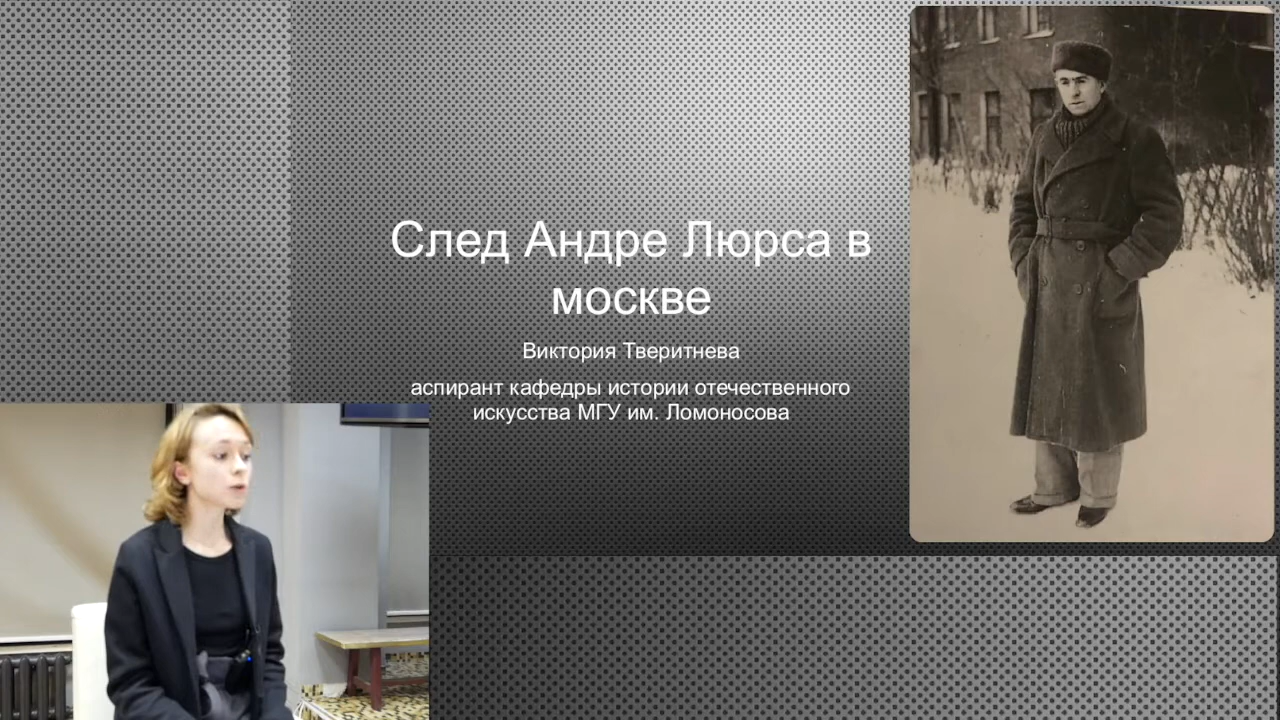 След Андре Люрса в
москве
Виктория Тверитнева
аспирант кафедры истории отечественного
искусства МГУ им. Ломоносова